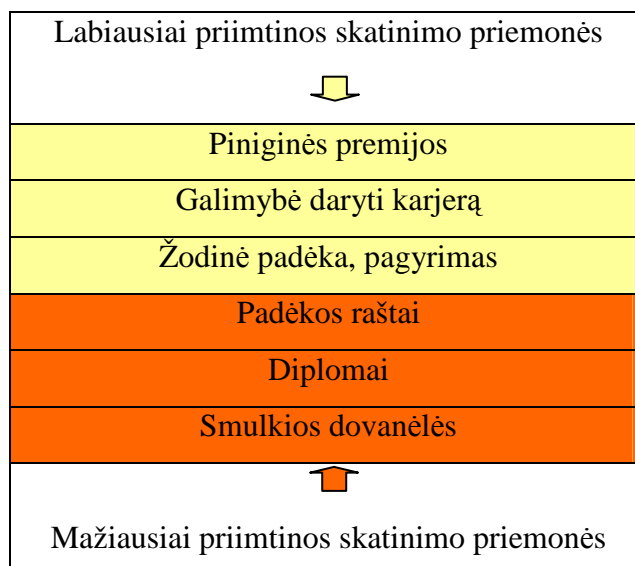 Labiausiai priimtinos skatinimo priemonės
Piniginės premijos
Galimybė daryti karjerą
Žodinė padėka, pagyrimas
Padėkos raštai
Diplomai
Smulkios dovanėlės
Mažiausiai priimtinos skatinimo priemonės